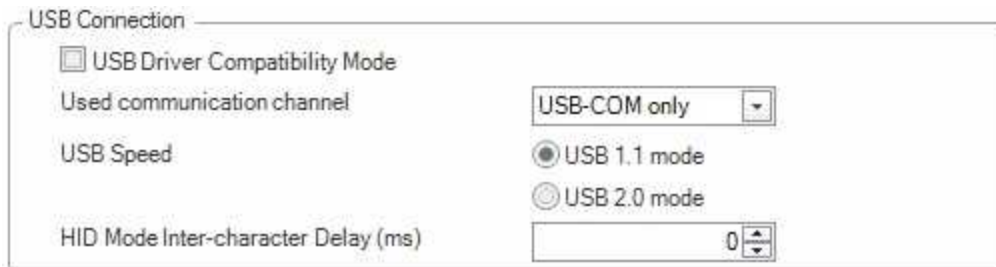 USB Connection
USB Driver Compatibility Mode
Used communication channel USB-COM only
USB Speed USB 1.1 mode
USB 2.0 mode
HID Mode Inter-character Delay (ms) 0